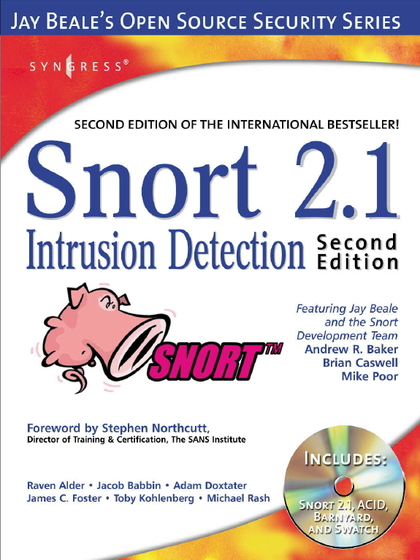 JAY BEALE'S OPEN SOURCE SECURITY SERIES
SYNGRESS®
SECOND EDITION OF THE INTERNATIONAL BESTSELLER!
Snort 2.1
Intrusion Detection
Second
Edition
Featuring Jay Beale
and the Snort
Development Team
Andrew R. Baker
Brian Caswell
Mike Poor
SNORT™
Foreword by Stephen Northcutt,
Director of Training & Certification, The SANS Institute
Raven Alder • Jacob Babbin • Adam Doxtater
James C. Foster • Toby Kohlenberg • Michael Rash
INCLUDES:
SNORT 2.1, ACID,
BARNYARD,
AND SWATCH